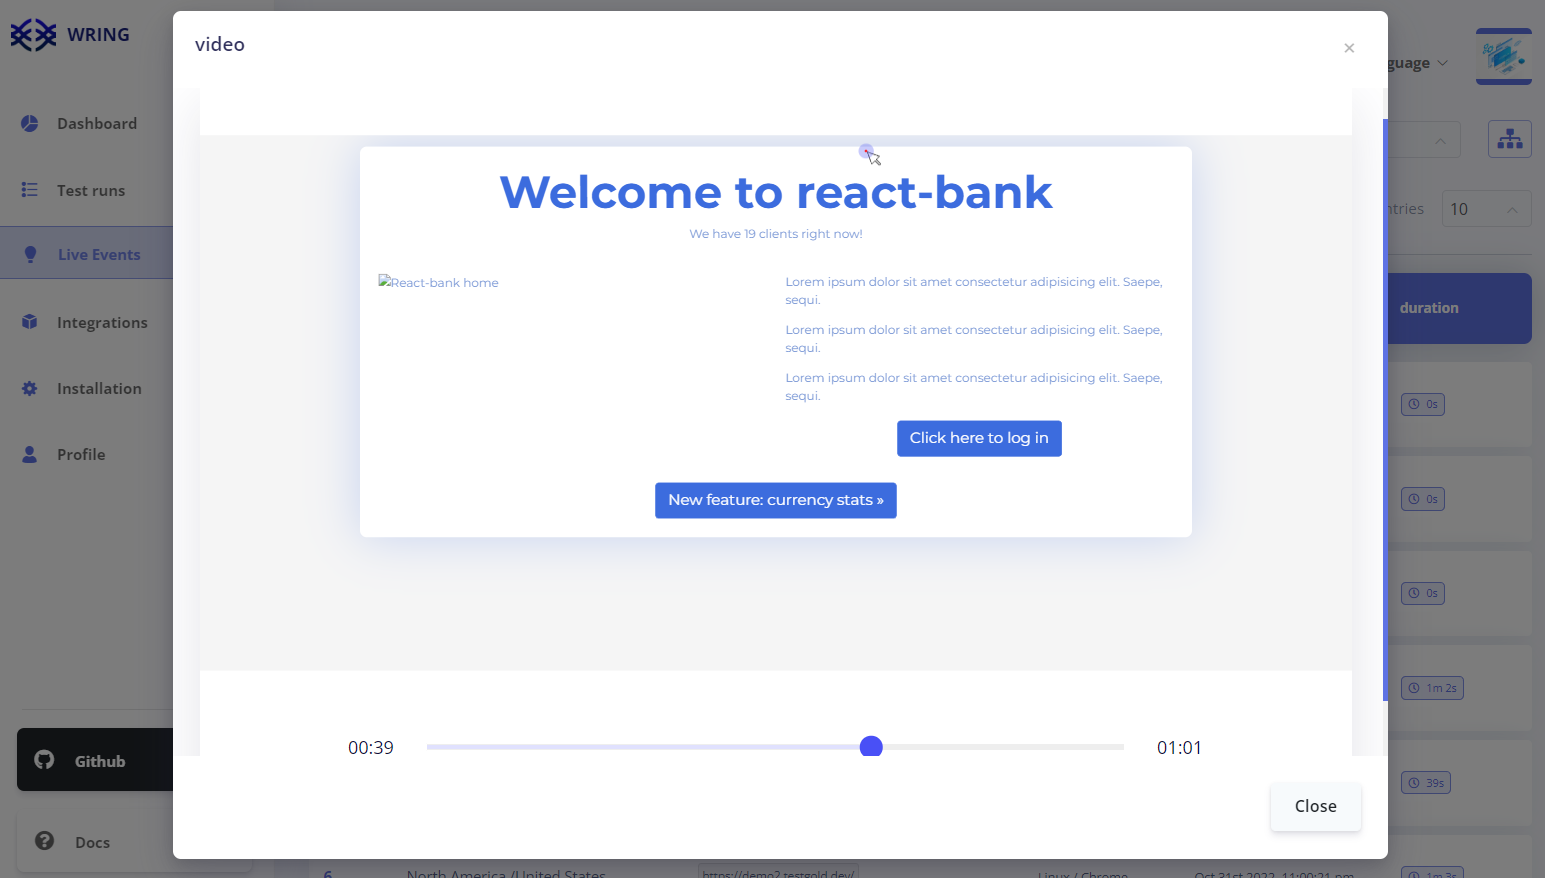 WRING
Dashboard
Test runs
Live Events
Integrations
Installation
Profile
Github
Docs
video
×
Welcome to react-bank
We have 19 clients right now!
React-bank home
Lorem ipsum dolor sit amet consectetur adipisicing elit. Saepe,
sequi.
Lorem ipsum dolor sit amet consectetur adipisicing elit. Saepe,
sequi.
Lorem ipsum dolor sit amet consectetur adipisicing elit. Saepe,
sequi.
Click here to log in
New feature: currency stats »
00:39
01:01
Close
guage
ntries
10
duration
0s
0s
0s
1m 2s
39s
6
North America /United States
https://demo2.testgold.dev/
Linux / Chrome
Oct 31st 2022, 11:00:21 pm
1m 3s